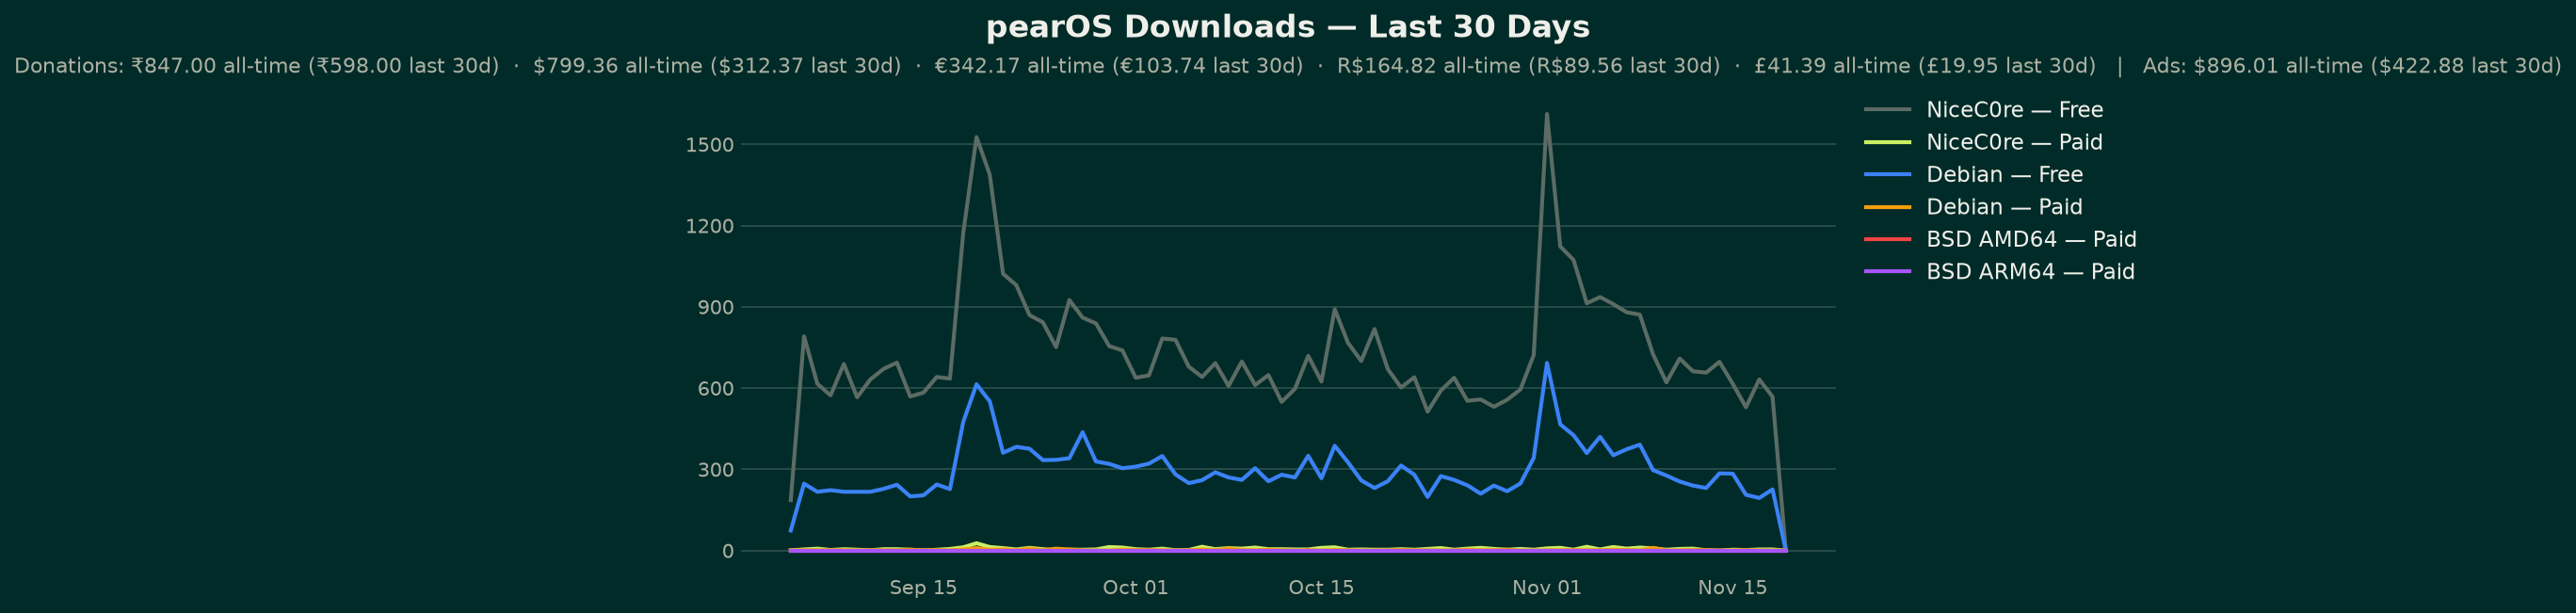 pearOS Downloads — Last 30 Days
Donations: ₹847.00 all-time (₹598.00 last 30d) · $799.36 all-time ($312.37 last 30d) · €342.17 all-time (€103.74 last 30d) · R$164.82 all-time (R$89.56 last 30d) · £41.39 all-time (£19.95 last 30d) | Ads: $896.01 all-time ($422.88 last 30d)
NiceC0re — Free
NiceC0re — Paid
Debian — Free
Debian — Paid
BSD AMD64 — Paid
BSD ARM64 — Paid
1500
1200
900
600
300
0
Sep 15
Oct 01
Oct 15
Nov 01
Nov 15